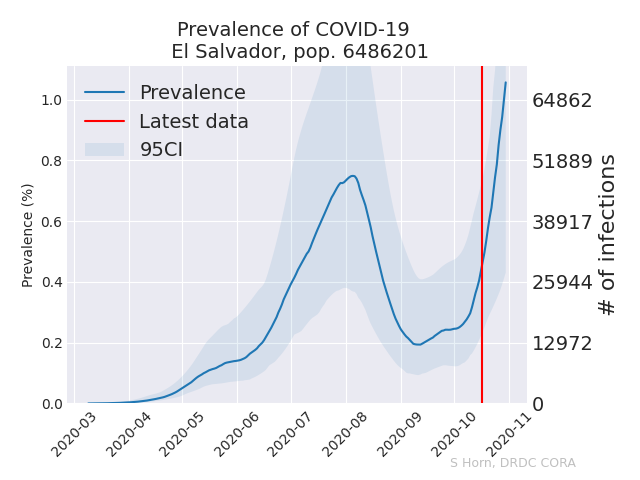 Prevalence of COVID-19
El Salvador, pop. 6486201
Prevalence
Latest data
95CI
Prevalence (%)
1.0
0.8
0.6
0.4
0.2
0.0
64862
51889
38917
25944
12972
0
# of infections
2020-03
2020-04
2020-05
2020-06
2020-07
2020-08
2020-09
2020-10
2020-11
S Horn, DRDC CORA